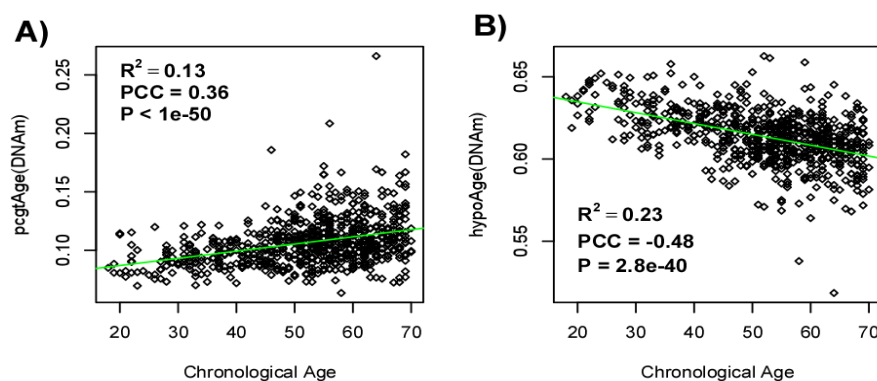 A)
R² = 0.13
PCC = 0.36
P < 1e-50
pcgtAge(DNAm)
0.10 0.15 0.20 0.25
20 30 40 50 60 70
Chronological Age
B)
R² = 0.23
PCC = -0.48
P = 2.8e-40
hypoAge(DNAm)
0.55 0.60 0.65
20 30 40 50 60 70
Chronological Age